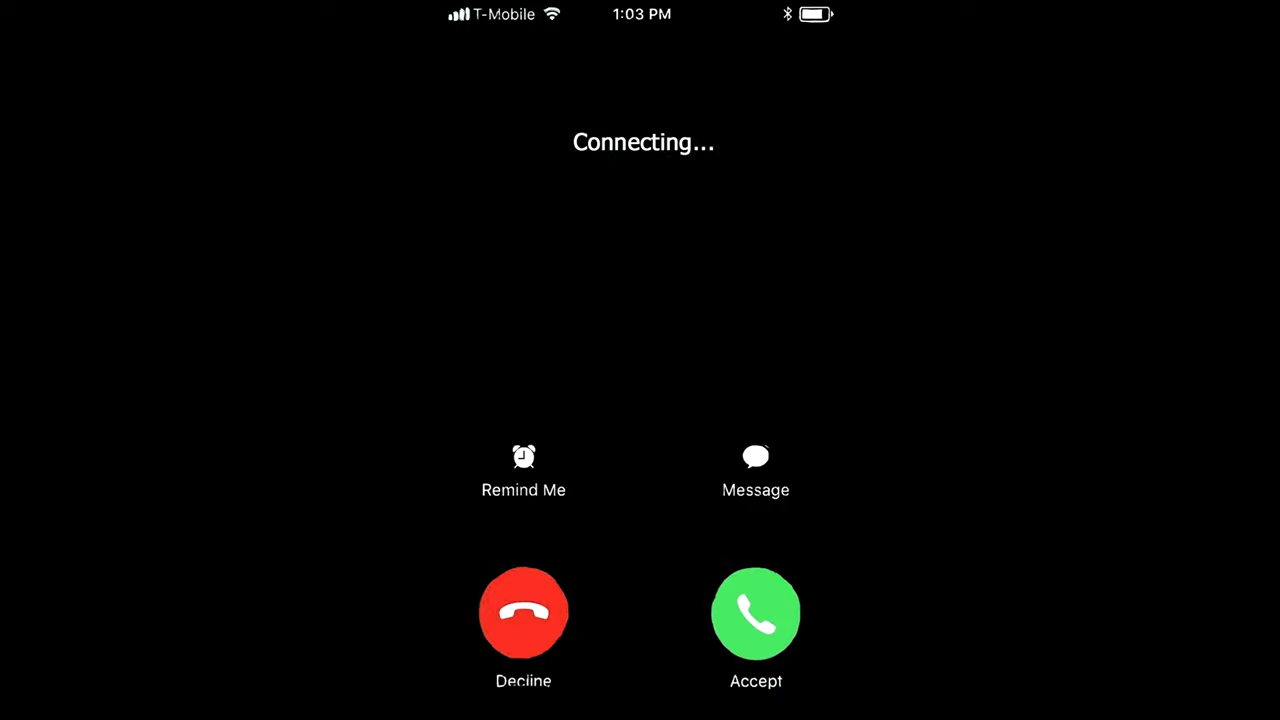 T-Mobile 1:03 PM
Connecting...
Remind Me Message
Decline Accept